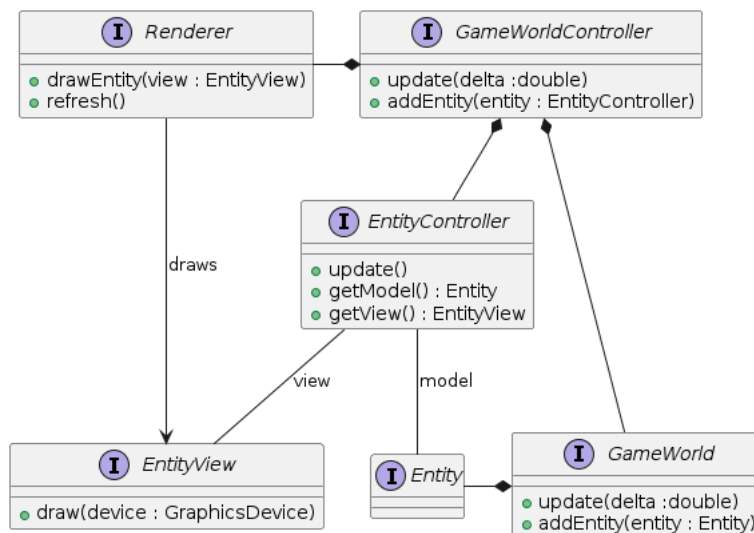 I Renderer
drawEntity(view : EntityView)
refresh()
I GameWorldController
update(delta :double)
addEntity(entity : EntityController)
I EntityController
update()
getModel() : Entity
getView() : EntityView
draws
view
model
I EntityView
draw(device : GraphicsDevice)
I Entity
I GameWorld
update(delta :double)
addEntity(entity : Entity)